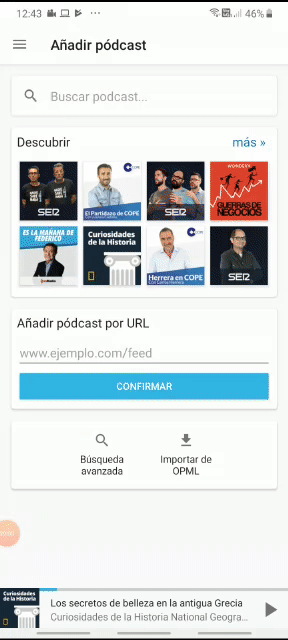 12:43 ... 46%
Añadir pódcast
Buscar podcast...
Descubrir más »
SER
COPE
El Partidazo de COPE
SER
WONDERY
GUERRAS DE NEGOCIOS
ES LA MAÑANA DE FEDERICO
Curiosidades de la Historia
COPE
Herrera en COPE
SER
Añadir pódcast por URL
www.ejemplo.com/feed
CONFIRMAR
Búsqueda
avanzada
Importar de
OPML
Curiosidades
de la Historia
Los secretos de belleza en la antigua Grecia
Curiosidades de la Historia National Geogra...